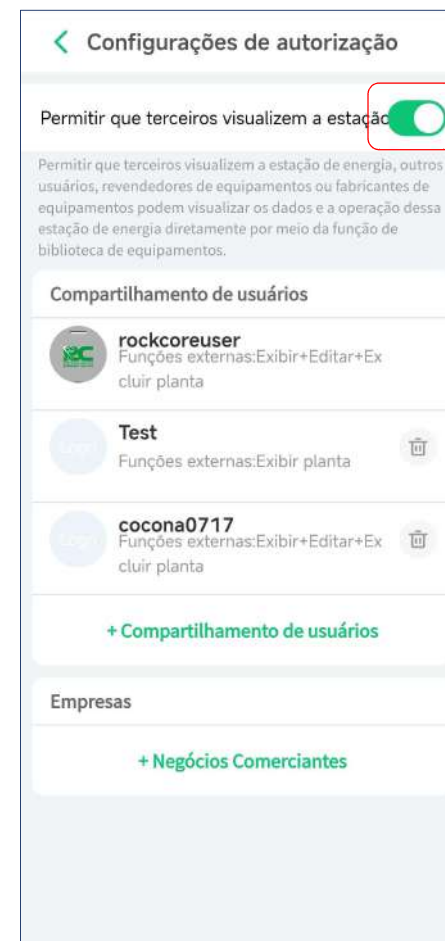 Configurações de autorização
Permitir que terceiros visualizem a estação
Permitir que terceiros visualizem a estação de energia, outros
usuários, revendedores de equipamentos ou fabricantes de
equipamentos podem visualizar os dados e a operação dessa
estação de energia diretamente por meio da função de
biblioteca de equipamentos.
Compartilhamento de usuários
rockcoreuser
Funções externas:Exibir+Editar+Ex
cluir planta
Test
Funções externas:Exibir planta
cocona0717
Funções externas:Exibir+Editar+Ex
cluir planta
+ Compartilhamento de usuários
Empresas
+ Negócios Comerciantes